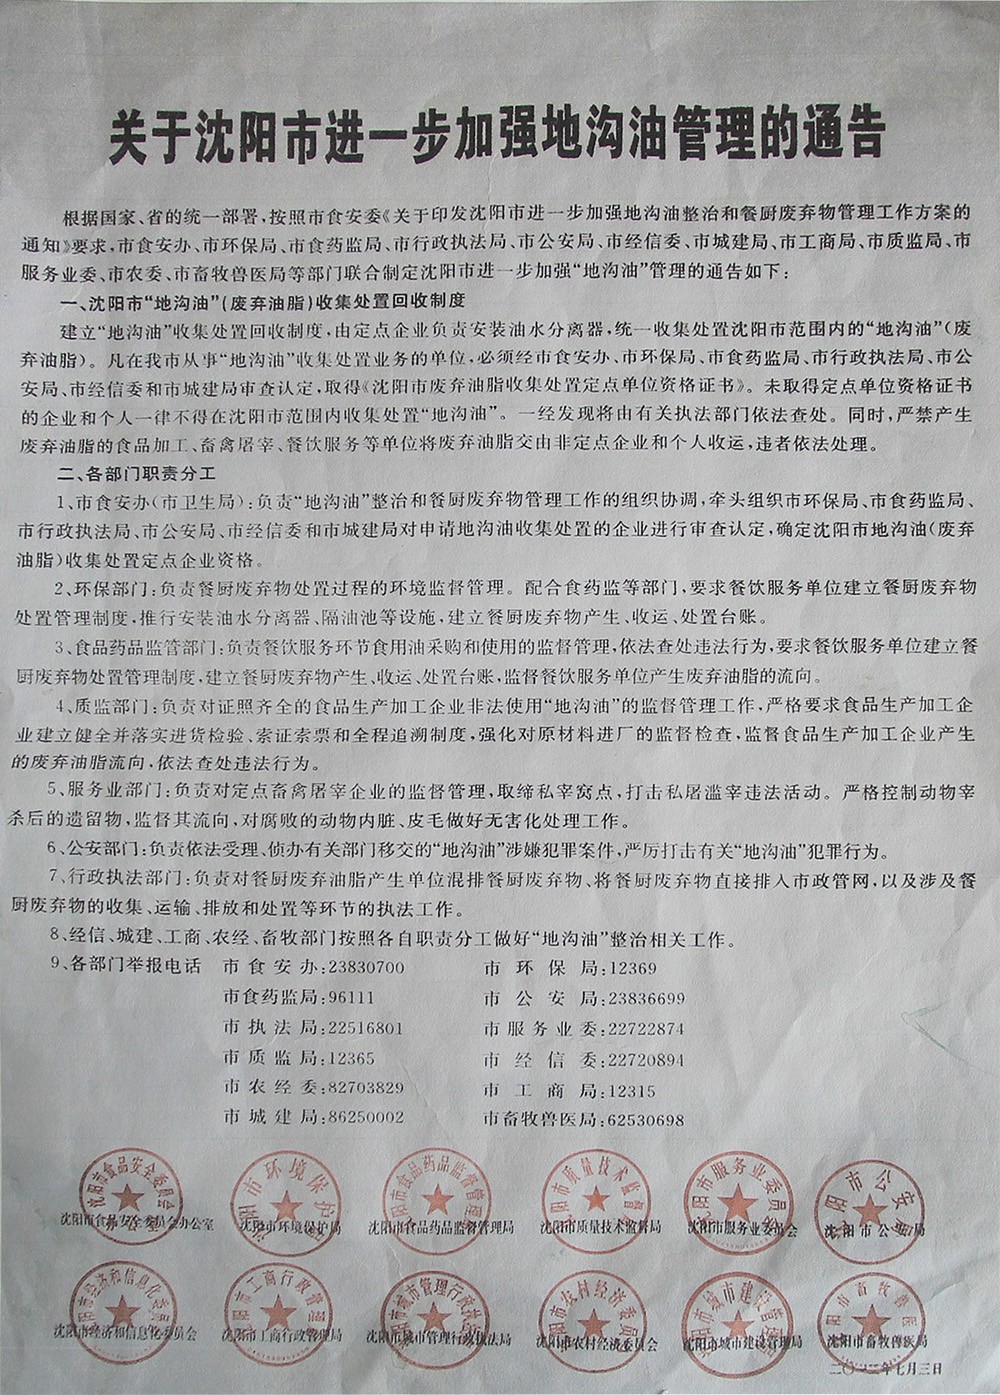 关于沈阳市进一步加强地沟油管理的通告
根据国家、省的统一部署,按照市食安委《关于印发沈阳市进一步加强地沟油整治和餐厨废弃物管理工作方案的
通知》要求,市食安办、市环保局、市食药监局、市行政执法局、市公安局、市经信委、市城建局、市工商局、市质监局、市
服务业委、市农委、市畜牧兽医局等部门联合制定沈阳市进一步加强“地沟油”管理的通告如下:
一、沈阳市“地沟油”(废弃油脂)收集处置回收制度
建立“地沟油”收集处置回收制度,由定点企业负责安装油水分离器,统一收集处置沈阳市范围内的“地沟油”(废
弃油脂)。凡在我市从事“地沟油”收集处置业务的单位,必须经市食安办、市环保局、市食药监局、市行政执法局、市公
安局、市经信委和市城建局审查认定,取得《沈阳市废弃油脂收集处置定点单位资格证书》。未取得定点单位资格证书
的企业和个人一律不得在沈阳市范围内收集处置“地沟油”。一经发现将由有关执法部门依法查处。同时,严禁产生
废弃油脂的食品加工、畜禽屠宰、餐饮服务等单位将废弃油脂交由非定点企业和个人收运,违者依法处理。
二、各部门职责分工
1、市食安办(市卫生局):负责“地沟油”整治和餐厨废弃物管理工作的组织协调,牵头组织市环保局、市食药监局、
市行政执法局、市公安局、市经信委和市城建局对申请地沟油收集处置的企业进行审查认定,确定沈阳市地沟油(废弃
油脂)收集处置定点企业资格。
2、环保部门:负责餐厨废弃物处置过程的环境监督管理。配合食药监等部门,要求餐饮服务单位建立餐厨废弃物
处置管理制度,推行安装油水分离器、隔油池等设施,建立餐厨废弃物产生、收运、处置台账。
3、食品药品监管部门:负责餐饮服务环节食用油采购和使用的监督管理,依法查处违法行为,要求餐饮服务单位建立餐
厨废弃物处置管理制度,建立餐厨废弃物产生、收运、处置台账,监督餐饮服务单位产生废弃油脂的流向。
4、质监部门:负责对证照齐全的食品生产加工企业非法使用“地沟油”的监督管理工作,严格要求食品生产加工企
业建立健全并落实进货检验、索证索票和全程追溯制度,强化对原材料进厂的监督检查,监督食品生产加工企业产生
的废弃油脂流向,依法查处违法行为。
5、服务业部门:负责对定点畜禽屠宰企业的监督管理,取缔私宰窝点,打击私屠滥宰违法活动。严格控制动物宰
杀后的遗留物,监督其流向,对腐败的动物内脏、皮毛做好无害化处理工作。
6、公安部门:负责依法受理、侦办有关部门移交的“地沟油”涉嫌犯罪案件,严厉打击有关“地沟油”犯罪行为。
7、行政执法部门:负责对餐厨废弃油脂产生单位混排餐厨废弃物、将餐厨废弃物直接排入市政管网,以及涉及餐
厨废弃物的收集、运输、排放和处置等环节的执法工作。
8、经信、城建、工商、农经、畜牧部门按照各自职责分工做好“地沟油”整治相关工作。
9、各部门举报电话 市食安办:23830700 市环保局:12369
市食药监局:96111 市公安局:23836699
市执法局:22516801 市服务业委:22722874
市质监局:12365 市经信委:22720894
市农经委:82703829 市工商局:12315
市城建局:86250002 市畜牧兽医局:62530698
沈阳市食品安全委员会办公室 沈阳市环境保护局 沈阳市食品药品监督管理局 沈阳市质量技术监督局 沈阳市服务业委员会 沈阳市公安局
沈阳市经济和信息化委员会 沈阳市工商行政管理局 沈阳市城市管理行政执法局 沈阳市农村经济委员会 沈阳市城市建设管理局 沈阳市畜牧兽医局
年七月三日